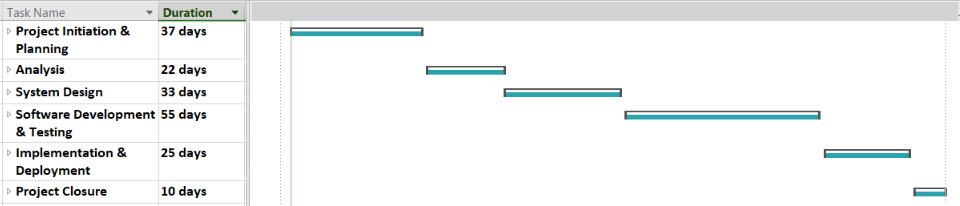 Task Name Duration
Project Initiation & 37 days
Planning
Analysis 22 days
System Design 33 days
Software Development 55 days
& Testing
Implementation & 25 days
Deployment
Project Closure 10 days